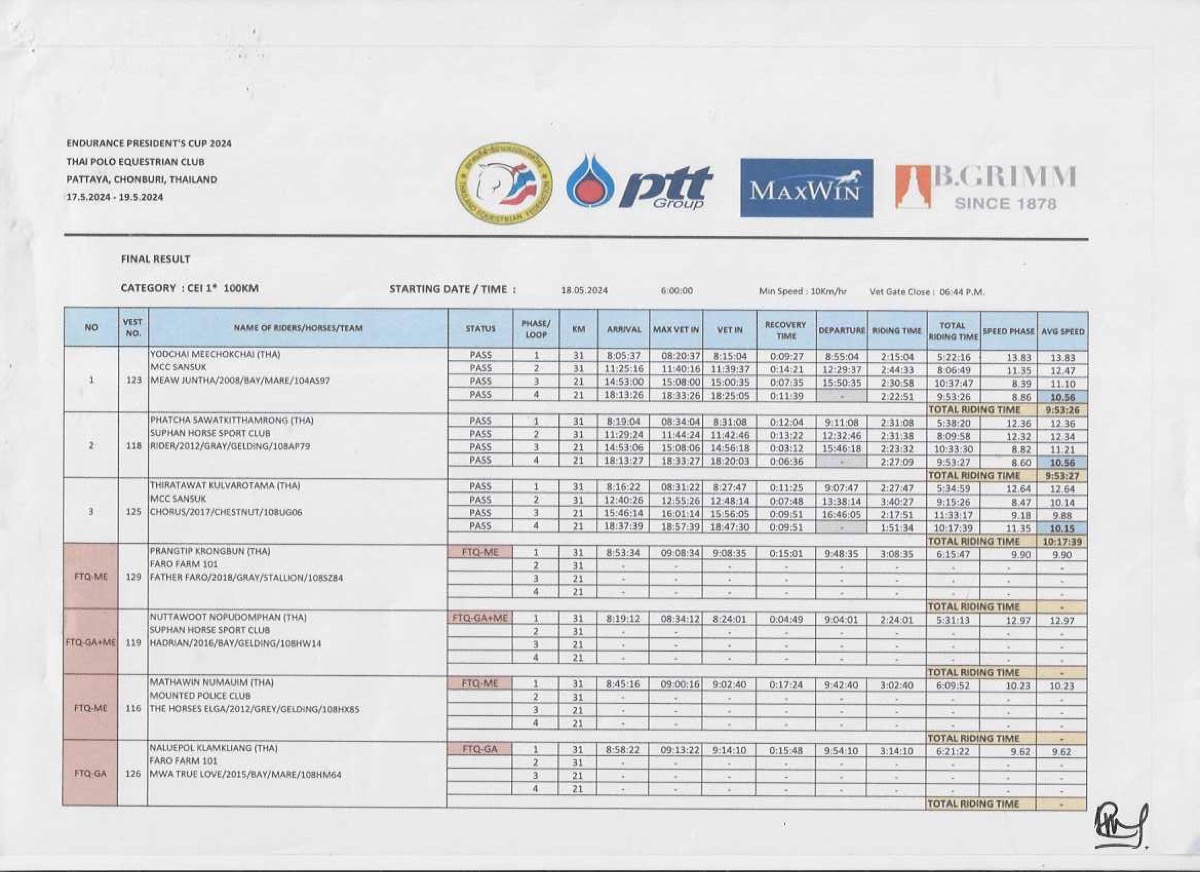 ENDURANCE PRESIDENT'S CUP 2024
THAI POLO EQUESTRIAN CLUB
PATTAYA, CHONBURI, THAILAND
17.5.2024 - 19.5.2024
THAILAND EQUESTRIAN FEDERATION
ptt
Group
MAXWIN
B.GRIMM
SINCE 1878
FINAL RESULT
CATEGORY : CEI 1* 100KM STARTING DATE / TIME : 18.05.2024 6:00:00 Min Speed : 10Km/hr Vet Gate Close : 06:44 P.M.
NO VEST NO. NAME OF RIDERS/HORSES/TEAM STATUS PHASE/LOOP KM ARRIVAL MAX VET IN VET IN RECOVERY TIME DEPARTURE RIDING TIME TOTAL RIDING TIME SPEED PHASE AVG SPEED
YODCHAI MEECHOKCHAI (THA) PASS 1 31 8:05:37 08:20:37 8:15:04 0:09:27 8:55:04 2:15:04 5:22:16 13.83 13.83
MCC SANSUK PASS 2 31 11:25:16 11:40:16 11:39:37 0:14:21 12:29:37 2:44:33 8:06:49 11.35 12.47
1 123 MEAW JUNTHA/2008/BAY/MARE/104AS97 PASS 3 21 14:53:00 15:08:00 15:00:35 0:07:35 15:50:35 2:30:58 10:37:47 8.39 11.10
PASS 4 21 18:13:26 18:33:26 18:25:05 0:11:39 - 2:22:51 9:53:26 8.86 10.56
TOTAL RIDING TIME 9:53:26
PHATCHA SAWATKITTHAMRONG (THA) PASS 1 31 8:19:04 08:34:04 8:31:08 0:12:04 9:11:08 2:31:08 5:38:20 12.36 12.36
SUPHAN HORSE SPORT CLUB PASS 2 31 11:29:24 11:44:24 11:42:46 0:13:22 12:32:46 2:31:38 8:09:58 12.32 12.34
2 118 RIDER/2012/GRAY/GELDING/108AP79 PASS 3 21 14:53:06 15:08:06 14:56:18 0:03:12 15:46:18 2:23:32 10:33:30 8.82 11.21
PASS 4 21 18:13:27 18:33:27 18:20:03 0:06:36 - 2:27:09 9:53:27 8.60 10.56
TOTAL RIDING TIME 9:53:27
THIRATAWAT KULVAROTAMA (THA) PASS 1 31 8:16:22 08:31:22 8:27:47 0:11:25 9:07:47 2:27:47 5:34:59 12.64 12.64
MCC SANSUK PASS 2 31 12:40:26 12:55:26 12:48:14 0:07:48 13:38:14 3:40:27 9:15:26 8.47 10.14
3 125 CHORUS/2017/CHESTNUT/108UG06 PASS 3 21 15:46:14 16:01:14 15:56:05 0:09:51 16:46:05 2:17:51 11:33:17 9.18 9.88
PASS 4 21 18:37:39 18:57:39 18:47:30 0:09:51 - 1:51:34 10:17:39 11.35 10.15
TOTAL RIDING TIME 10:17:39
PRANGTIP KRONGBUN (THA) FTQ-ME 1 31 8:53:34 09:08:34 9:08:35 0:15:01 9:48:35 3:08:35 6:15:47 9.90 9.90
FARO FARM 101 2 31 - - - - - - - - -
FTQ-ME 129 FATHER FARO/2018/GRAY/STALLION/108SZ84 3 21 - - - - - - - - -
4 21 - - - - - - - - -
TOTAL RIDING TIME -
NUTTAWOOT NOPUDOMPHAN (THA) FTQ-GA+ME 1 31 8:19:12 08:34:12 8:24:01 0:04:49 9:04:01 2:24:01 5:31:13 12.97 12.97
SUPHAN HORSE SPORT CLUB 2 31 - - - - - - - - -
FTQ-GA+ME 119 HADRIAN/2016/BAY/GELDING/108HW14 3 21 - - - - - - - - -
4 21 - - - - - - - - -
TOTAL RIDING TIME -
MATHAWIN NUMAUIM (THA) FTQ-ME 1 31 8:45:16 09:00:16 9:02:40 0:17:24 9:42:40 3:02:40 6:09:52 10.23 10.23
MOUNTED POLICE CLUB 2 31 - - - - - - - - -
FTQ-ME 116 THE HORSES ELGA/2012/GREY/GELDING/108HX85 3 21 - - - - - - - - -
4 21 - - - - - - - - -
TOTAL RIDING TIME -
NALUEPOL KLAMKLIANG (THA) FTQ-GA 1 31 8:58:22 09:13:22 9:14:10 0:15:48 9:54:10 3:14:10 6:21:22 9.62 9.62
FARO FARM 101 2 31 - - - - - - - - -
FTQ-GA 126 MWA TRUE LOVE/2015/BAY/MARE/108HM64 3 21 - - - - - - - - -
4 21 - - - - - - - - -
TOTAL RIDING TIME -